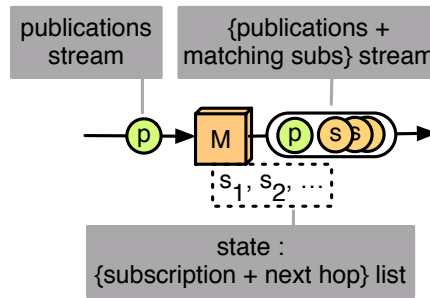 publications
stream
{publications +
matching subs} stream
p
M
p
s
s
s1, s2, ...
state :
{subscription + next hop} list